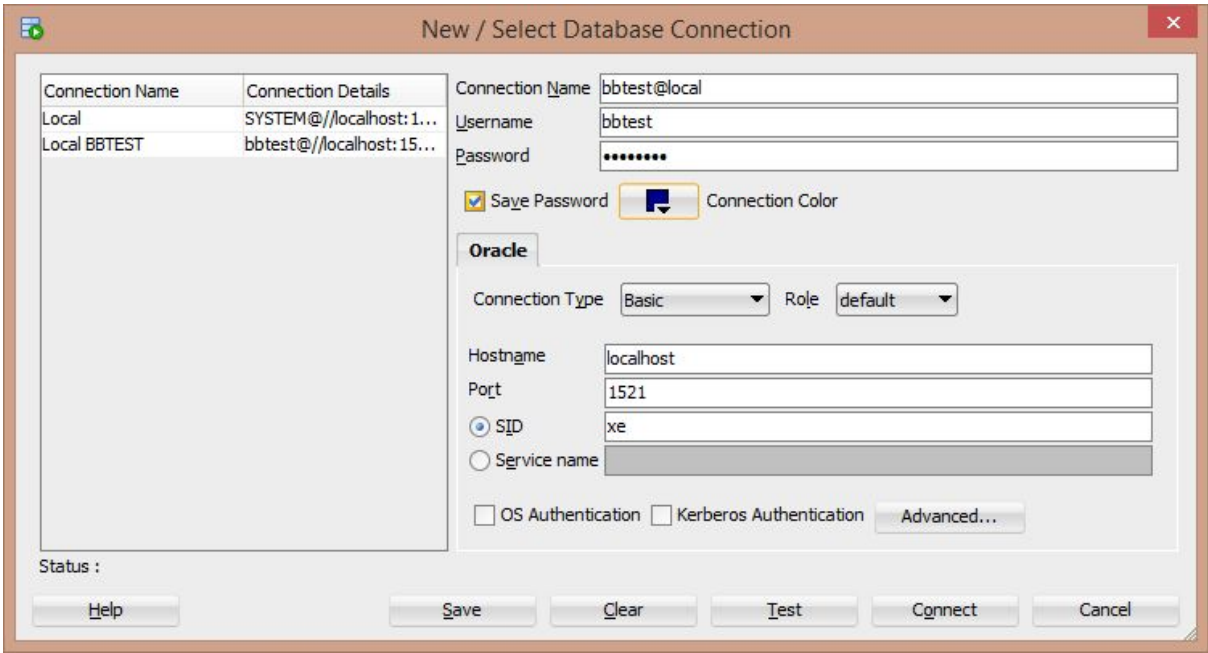 New / Select Database Connection
Connection Name Connection Details
Local SYSTEM@//localhost:1...
Local BBTEST bbtest@//localhost:15...
Connection Name bbtest@local
Username bbtest
Password ••••••••
Save Password Connection Color
Oracle
Connection Type Basic Role default
Hostname localhost
Port 1521
SID xe
Service name
OS Authentication Kerberos Authentication Advanced...
Status :
Help Save Clear Test Connect Cancel